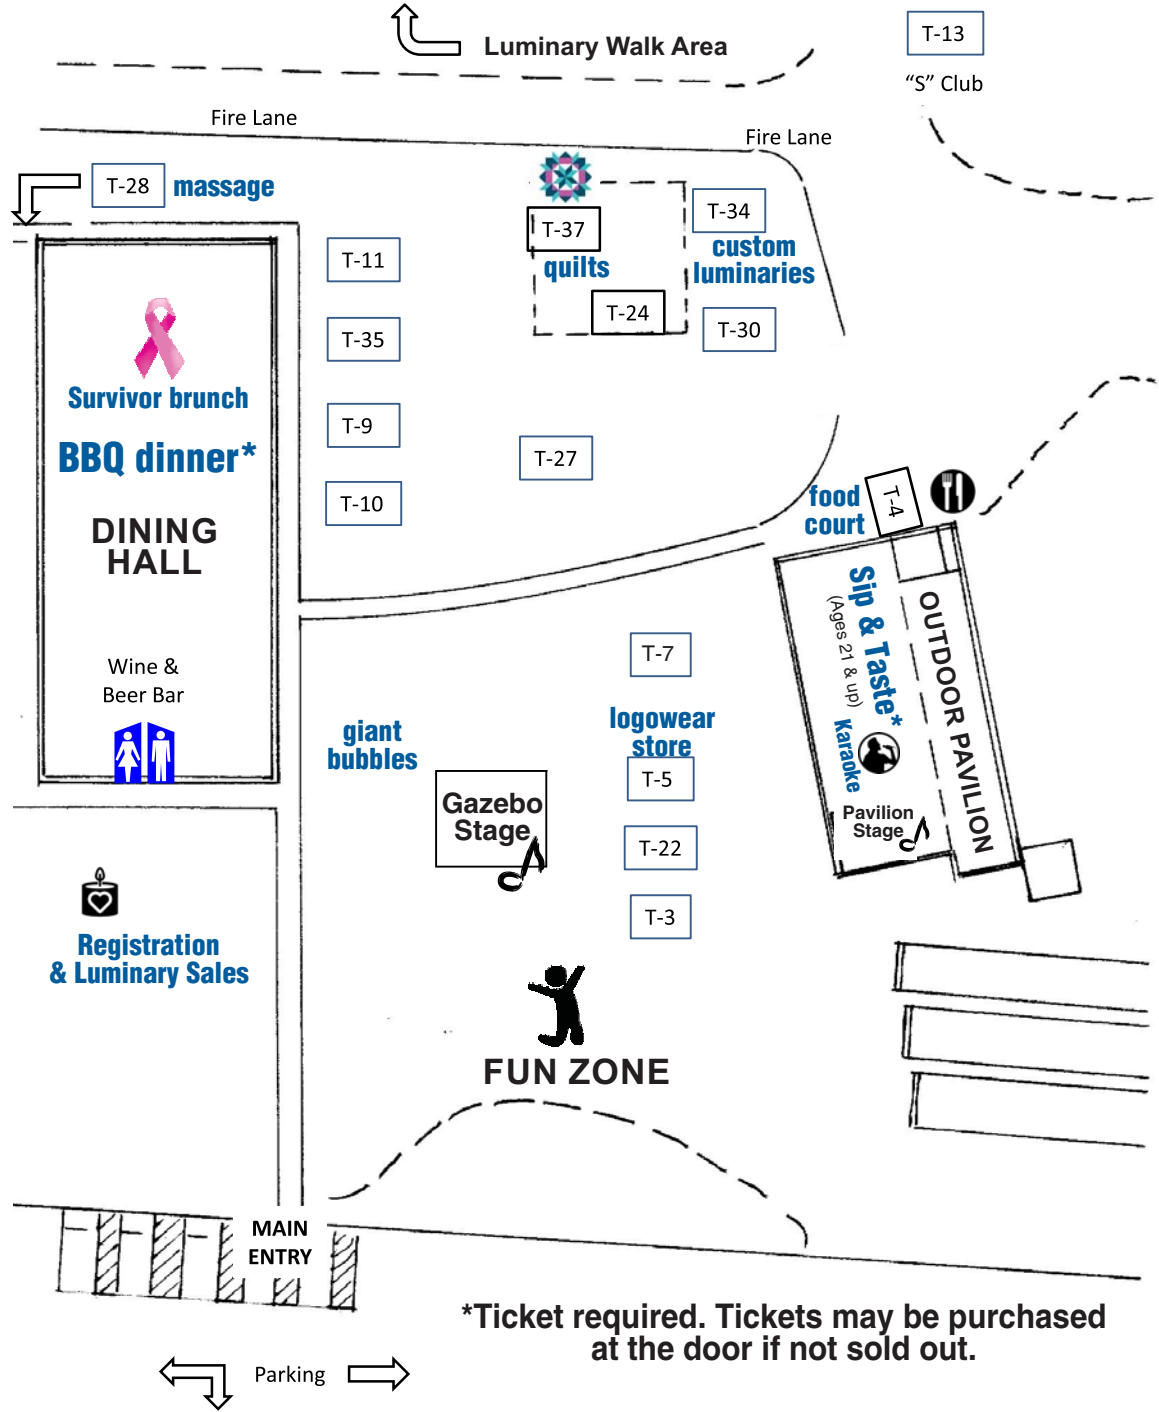 Luminary Walk Area
T-13
“S” Club
Fire Lane
Fire Lane
T-28
massage
T-37
quilts
T-34
custom
luminaries
T-11
T-24
T-30
T-35
Survivor brunch
BBQ dinner*
DINING
HALL
T-9
T-27
T-10
food
court
T-4
Sip & Taste*
(Ages 21 & up)
Karaoke
OUTDOOR PAVILION
Pavilion
Stage
Wine &
Beer Bar
T-7
giant
bubbles
logowear
store
T-5
Gazebo
Stage
T-22
T-3
Registration
& Luminary Sales
FUN ZONE
MAIN
ENTRY
*Ticket required. Tickets may be purchased
at the door if not sold out.
Parking